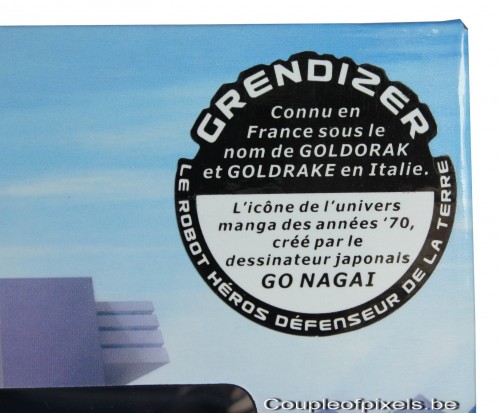 GRENDIZER
Connu en
France sous le
nom de GOLDORAK
et GOLDRAKE en Italie.
L'icône de l'univers
manga des années '70,
créé par le
dessinateur japonais
GO NAGAI
LE ROBOT HÉROS DÉFENSEUR DE LA TERRE
Coupleofpixels.be